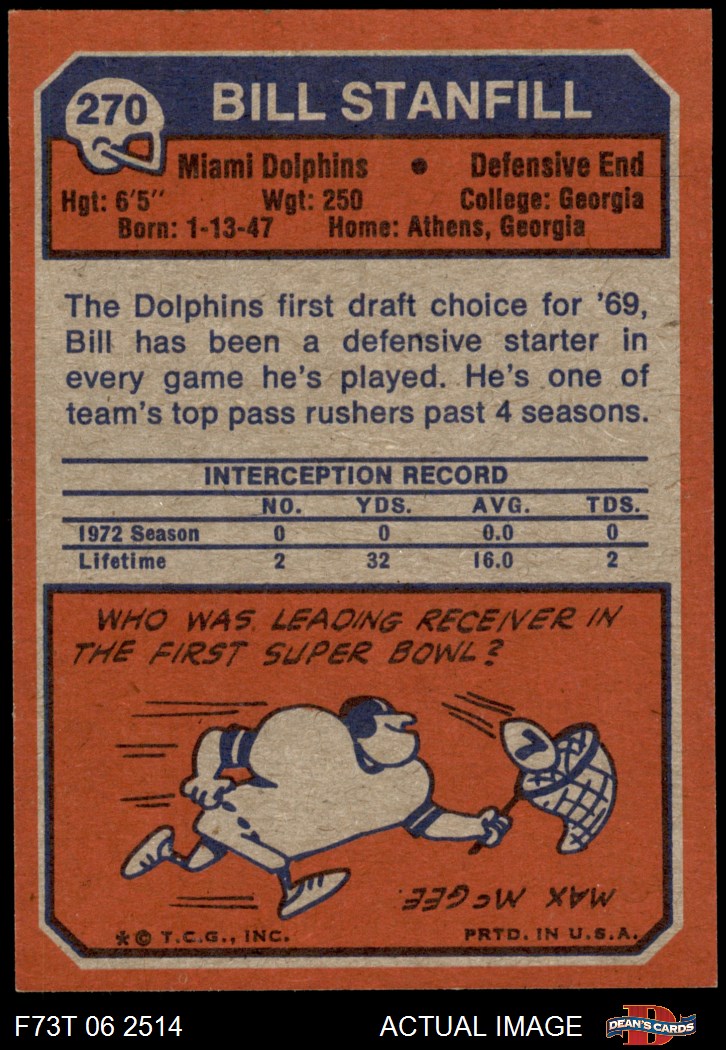 270
BILL STANFILL
Miami Dolphins • Defensive End
Hgt: 6'5" Wgt: 250 College: Georgia
Born: 1-13-47 Home: Athens, Georgia
The Dolphins first draft choice for '69,
Bill has been a defensive starter in
every game he's played. He's one of
team's top pass rushers past 4 seasons.
INTERCEPTION RECORD
NO. YDS. AVG. TDS.
1972 Season 0 0 0.0 0
Lifetime 2 32 16.0 2
WHO WAS LEADING RECEIVER IN
THE FIRST SUPER BOWL?
7
MAX McGEE.
* © T.C.G., INC. PRTD. IN U.S.A.
F73T 06 2514 ACTUAL IMAGE
D
DEAN'S CARDS